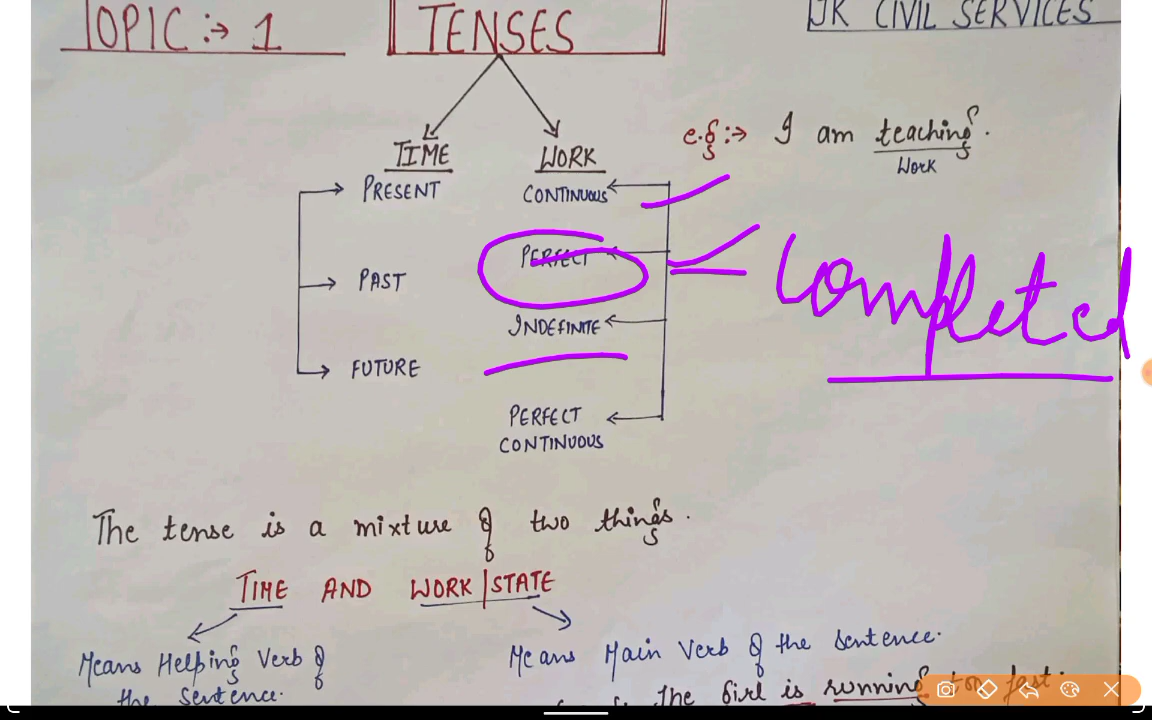 TOPIC :→ 1
TENSES
JK CIVIL SERVICES
TIME
WORK
e.g :→ I am teaching.
Work
PRESENT
CONTINUOUS
PERFECT
Completed
PAST
INDEFINITE
FUTURE
PERFECT
CONTINUOUS
The tense is a mixture of two things.
TIME AND WORK|STATE
Means Helping Verb of
the sentence.
Means Main Verb of the sentence.
The Girl is running too fast.